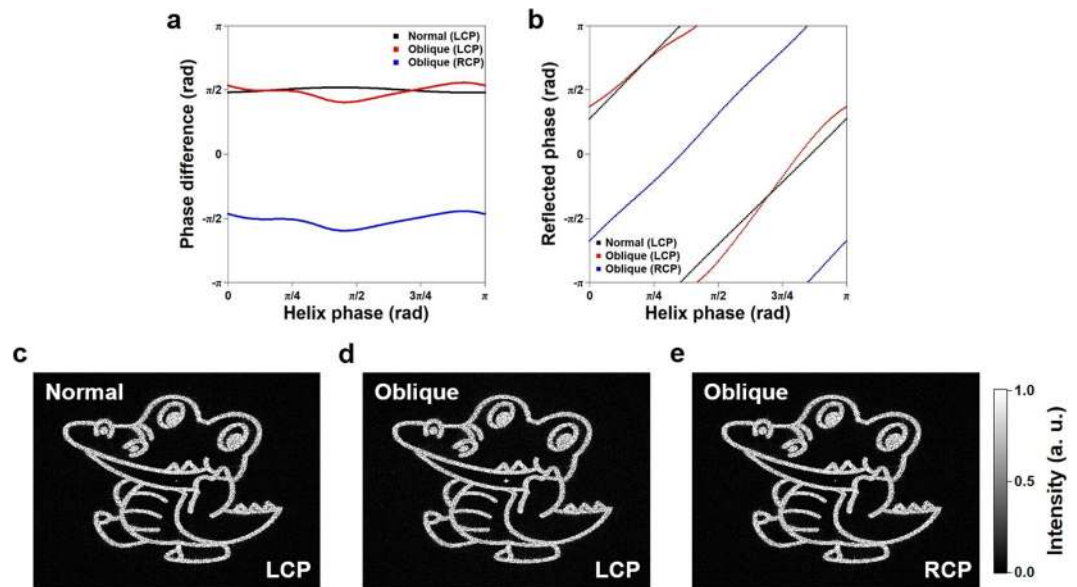 a
Phase difference (rad)
π
π/2
0
-π/2
-π
Normal (LCP)
Oblique (LCP)
Oblique (RCP)
0
π/4
π/2
3π/4
π
Helix phase (rad)
b
Reflected phase (rad)
π
π/2
0
-π/2
-π
Normal (LCP)
Oblique (LCP)
Oblique (RCP)
0
π/4
π/2
3π/4
π
Helix phase (rad)
c
Normal
LCP
d
Oblique
LCP
e
Oblique
RCP
1.0
0.5
0.0
Intensity (a. u.)